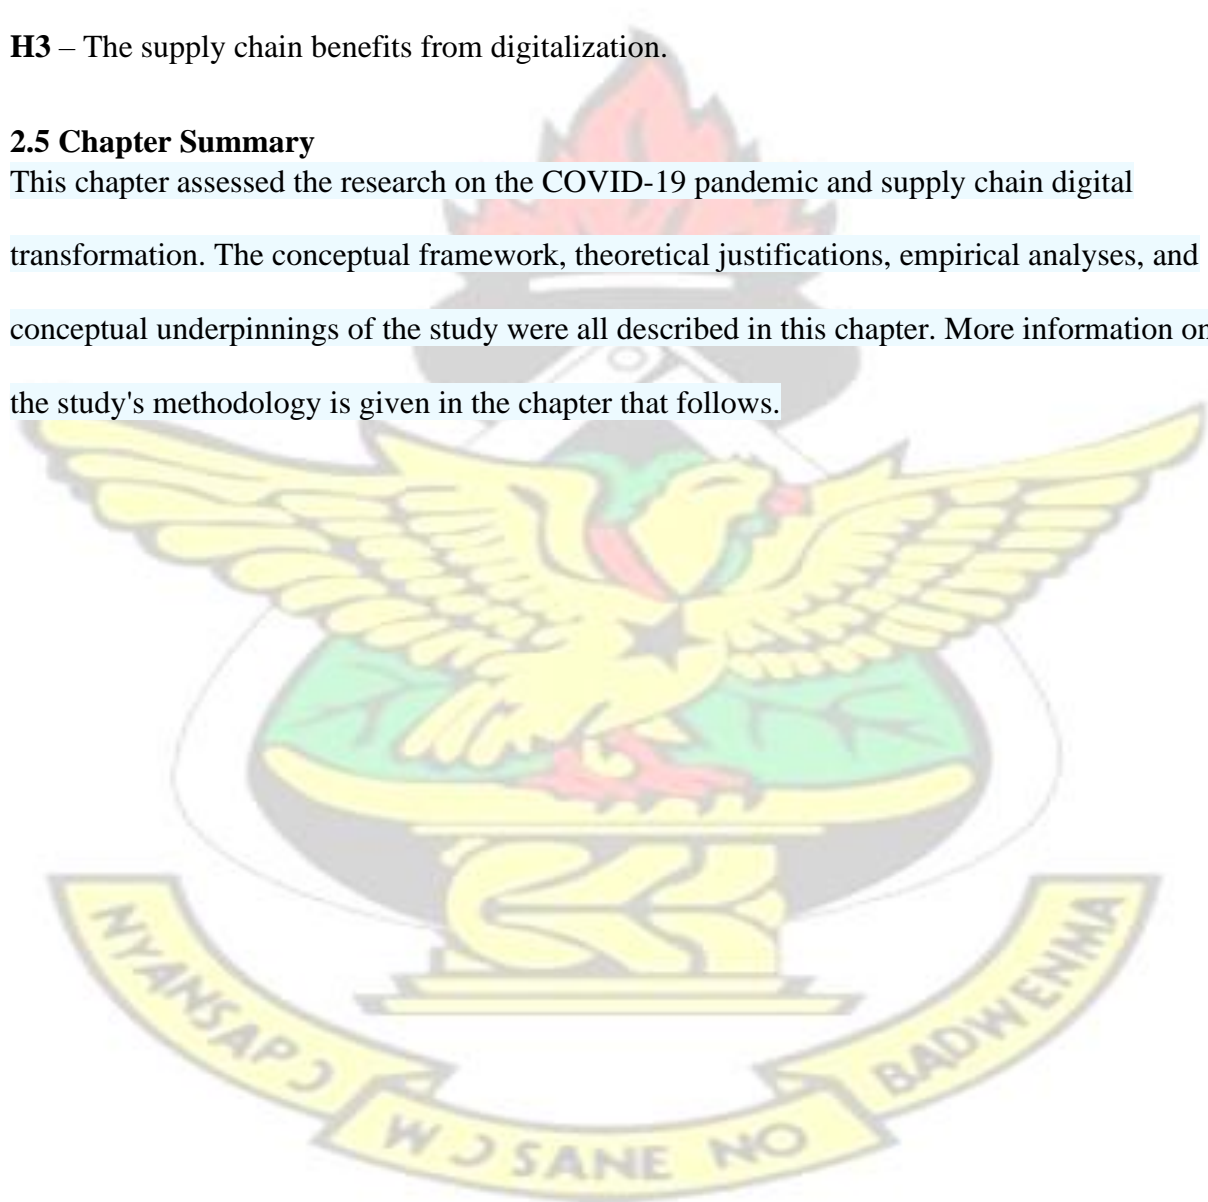 H3 – The supply chain benefits from digitalization.
2.5 Chapter Summary
This chapter assessed the research on the COVID-19 pandemic and supply chain digital
transformation. The conceptual framework, theoretical justifications, empirical analyses, and
conceptual underpinnings of the study were all described in this chapter. More information on
the study's methodology is given in the chapter that follows.
NYANSAPƆ
WƆ SANE NO
BADWENMA